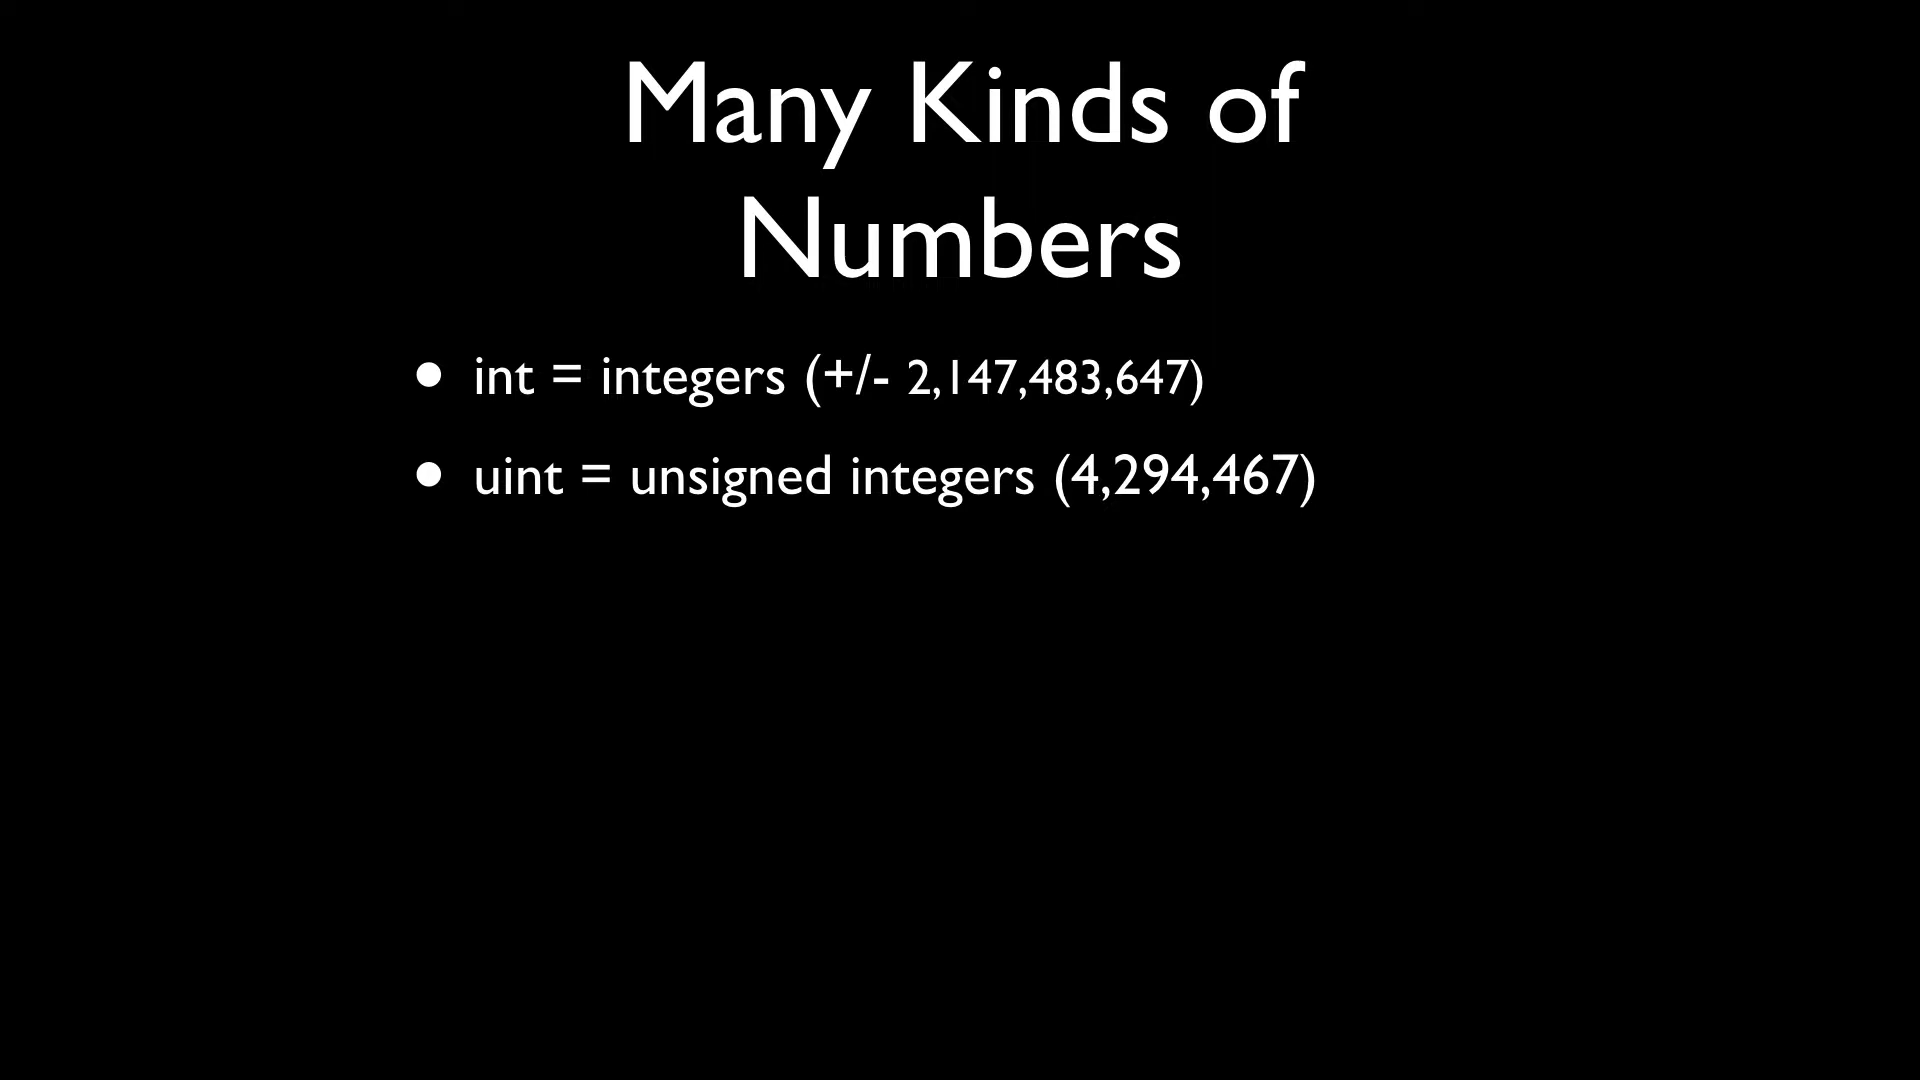 Many Kinds of
Numbers
• int = integers (+/- 2,147,483,647)
• uint = unsigned integers (4,294,467)